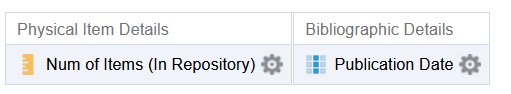 Physical Item Details
Bibliographic Details
Num of Items (In Repository)
Publication Date